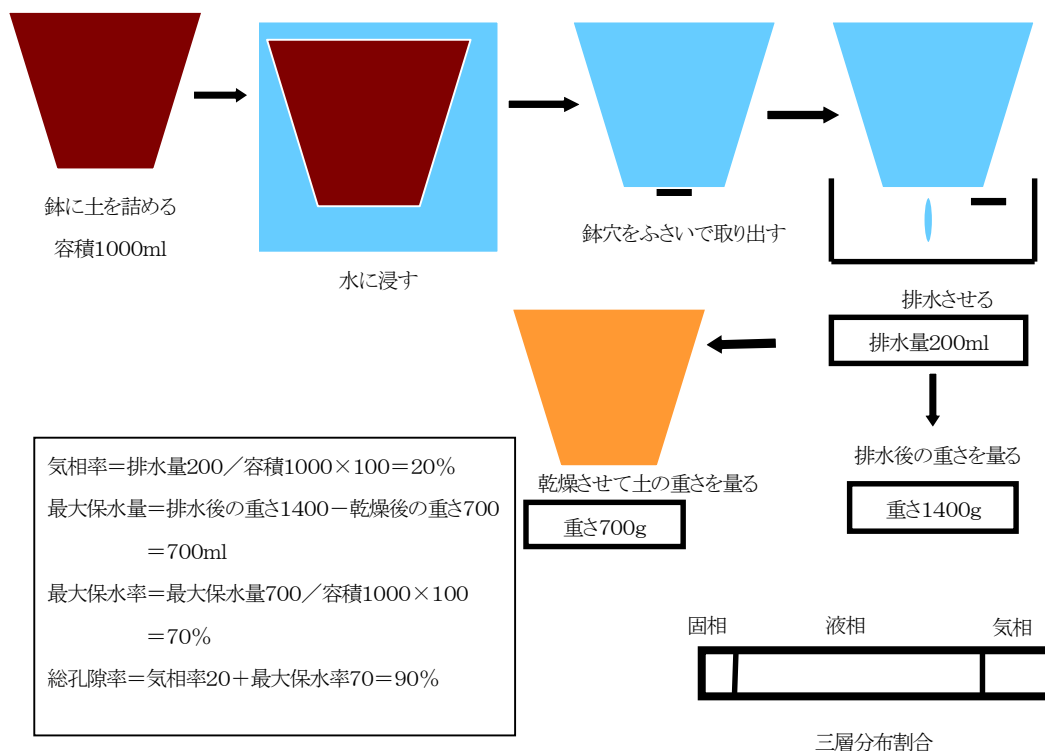 鉢に土を詰める
容積1000ml
水に浸す
鉢穴をふさいで取り出す
排水させる
排水量200ml
排水後の重さを量る
重さ1400g
乾燥させて土の重さを量る
重さ700g
気相率＝排水量200／容積1000×100＝20％
最大保水量＝排水後の重さ1400－乾燥後の重さ700
＝700ml
最大保水率＝最大保水量700／容積1000×100
＝70％
総孔隙率＝気相率20＋最大保水率70＝90％
固相 液相 気相
三層分布割合